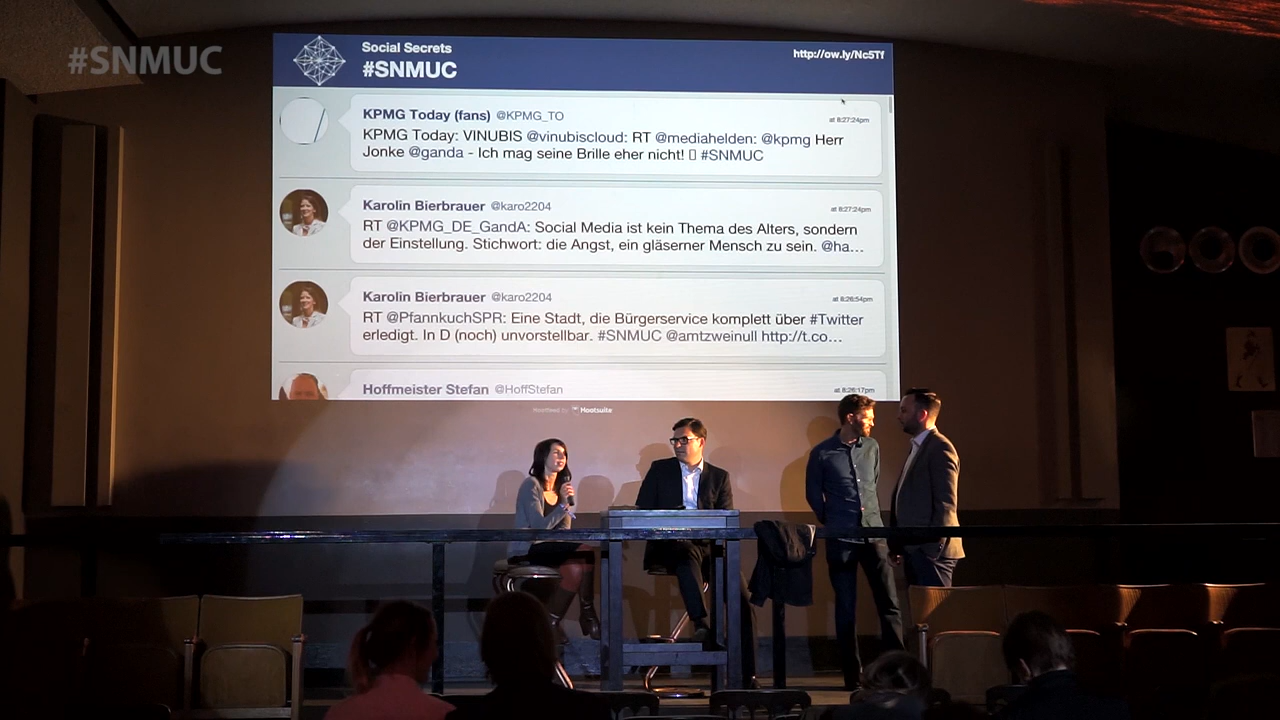 #SNMUC
Social Secrets
#SNMUC
http://ow.ly/Nc5Tf
KPMG Today (fans) @KPMG_TO
at 8:27:24pm
KPMG Today: VINUBIS @vinubiscloud: RT @mediahelden: @kpmg Herr
Jonke @ganda - Ich mag seine Brille eher nicht! #SNMUC
Karolin Bierbrauer @karo2204
at 8:27:24pm
RT @KPMG_DE_GandA: Social Media ist kein Thema des Alters, sondern
der Einstellung. Stichwort: die Angst, ein gläserner Mensch zu sein. @ha...
Karolin Bierbrauer @karo2204
at 8:26:54pm
RT @PfannkuchSPR: Eine Stadt, die Bürgerservice komplett über #Twitter
erledigt. In D (noch) unvorstellbar. #SNMUC @amtzweinull http://t.co...
Hoffmeister Stefan @HoffStefan
at 8:26:17pm
Hootsuite